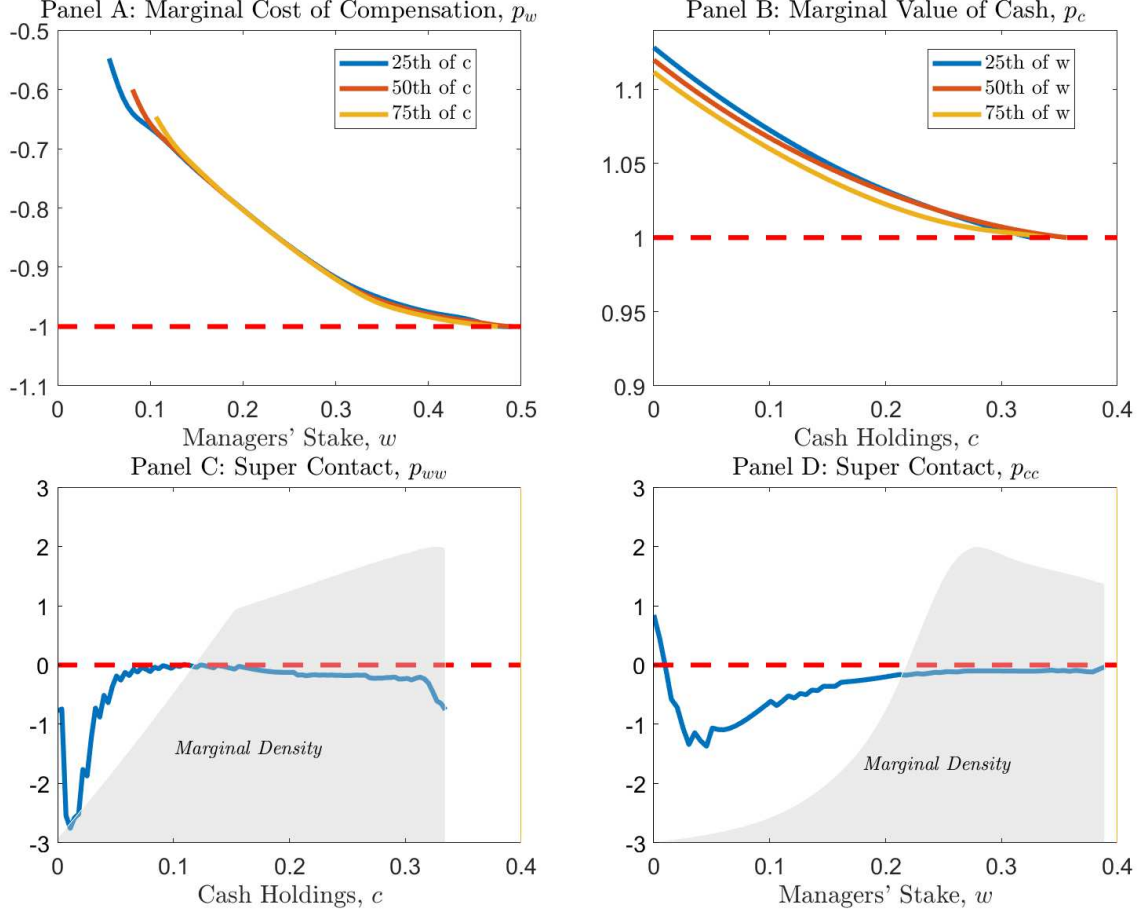 Panel A: Marginal Cost of Compensation, p_w
-0.5
-0.6
-0.7
-0.8
-0.9
-1
-1.1
25th of c
50th of c
75th of c
0 0.1 0.2 0.3 0.4 0.5
Managers' Stake, w
Panel B: Marginal Value of Cash, p_c
1.1
1.05
1
0.95
0.9
25th of w
50th of w
75th of w
0 0.1 0.2 0.3 0.4
Cash Holdings, c
Panel C: Super Contact, p_ww
3
2
1
0
-1
-2
-3
Marginal Density
0 0.1 0.2 0.3 0.4
Cash Holdings, c
Panel D: Super Contact, p_cc
3
2
1
0
-1
-2
-3
Marginal Density
0 0.1 0.2 0.3 0.4
Managers' Stake, w